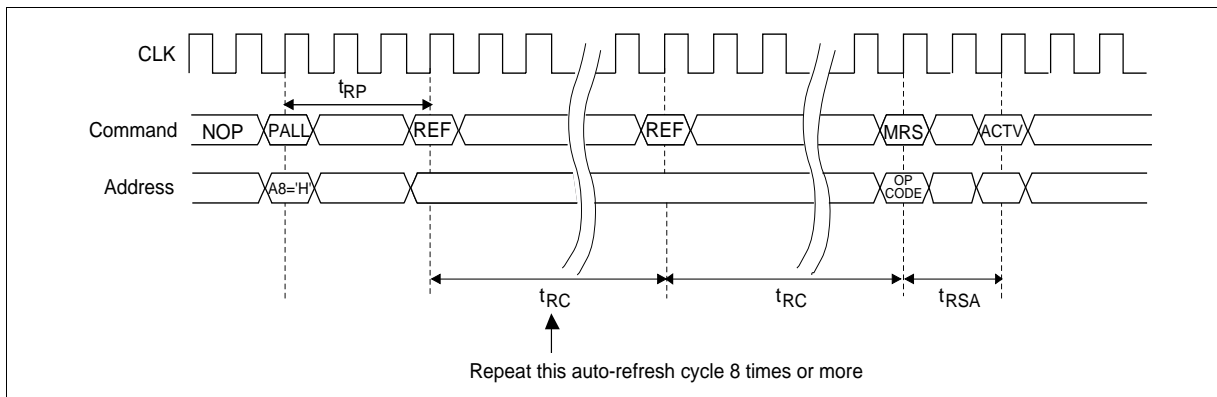 CLK
tRP
Command NOP PALL REF REF MRS ACTV
Address A8='H' OP CODE
tRC tRC tRSA
Repeat this auto-refresh cycle 8 times or more